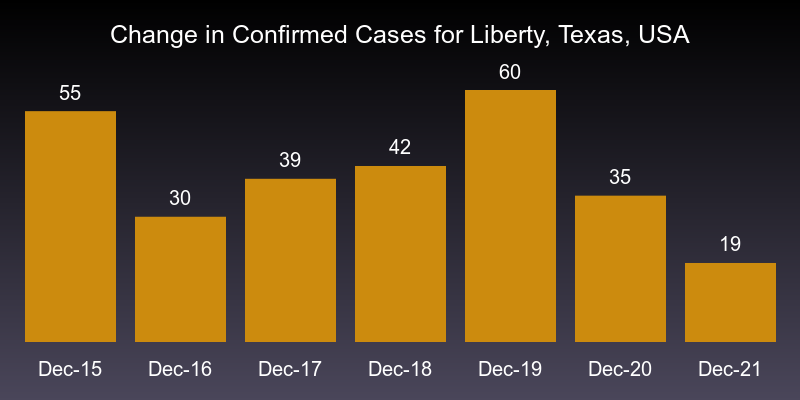 Change in Confirmed Cases for Liberty, Texas, USA
55
30
39
42
60
35
19
Dec-15
Dec-16
Dec-17
Dec-18
Dec-19
Dec-20
Dec-21